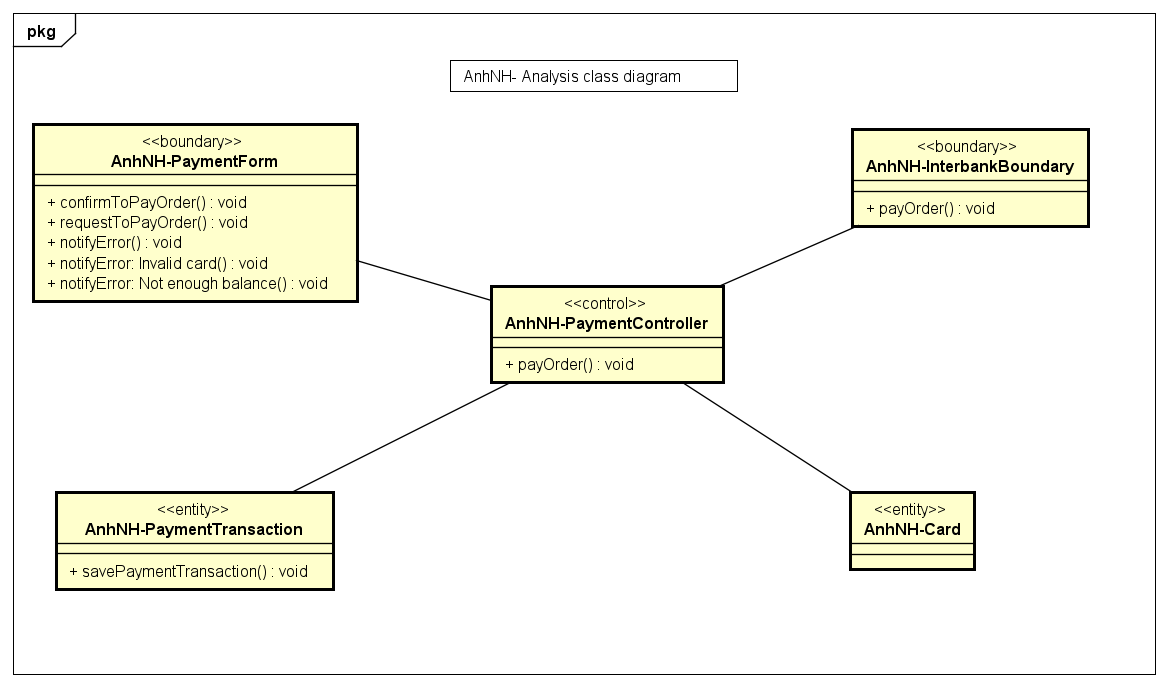 pkg
AnhNH- Analysis class diagram
<<boundary>>
AnhNH-PaymentForm
+ confirmToPayOrder() : void
+ requestToPayOrder() : void
+ notifyError() : void
+ notifyError: Invalid card() : void
+ notifyError: Not enough balance() : void
<<boundary>>
AnhNH-InterbankBoundary
+ payOrder() : void
<<control>>
AnhNH-PaymentController
+ payOrder() : void
<<entity>>
AnhNH-PaymentTransaction
+ savePaymentTransaction() : void
<<entity>>
AnhNH-Card